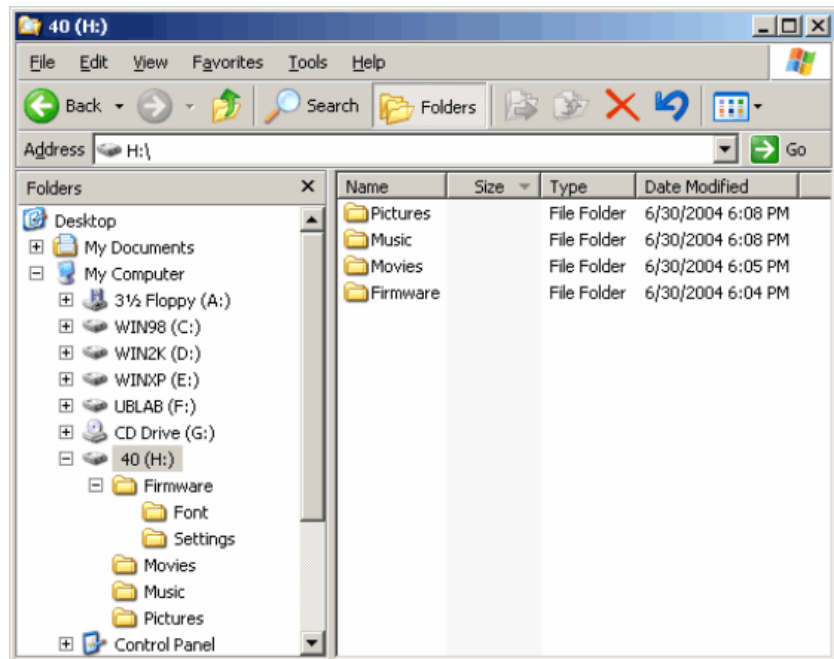 40 (H:)
File Edit View Favorites Tools Help
Back Search Folders
Address H:\ Go
Folders
Desktop
My Documents
My Computer
3½ Floppy (A:)
WIN98 (C:)
WIN2K (D:)
WINXP (E:)
UBLAB (F:)
CD Drive (G:)
40 (H:)
Firmware
Font
Settings
Movies
Music
Pictures
Control Panel
Name Size Type Date Modified
Pictures File Folder 6/30/2004 6:08 PM
Music File Folder 6/30/2004 6:08 PM
Movies File Folder 6/30/2004 6:05 PM
Firmware File Folder 6/30/2004 6:04 PM